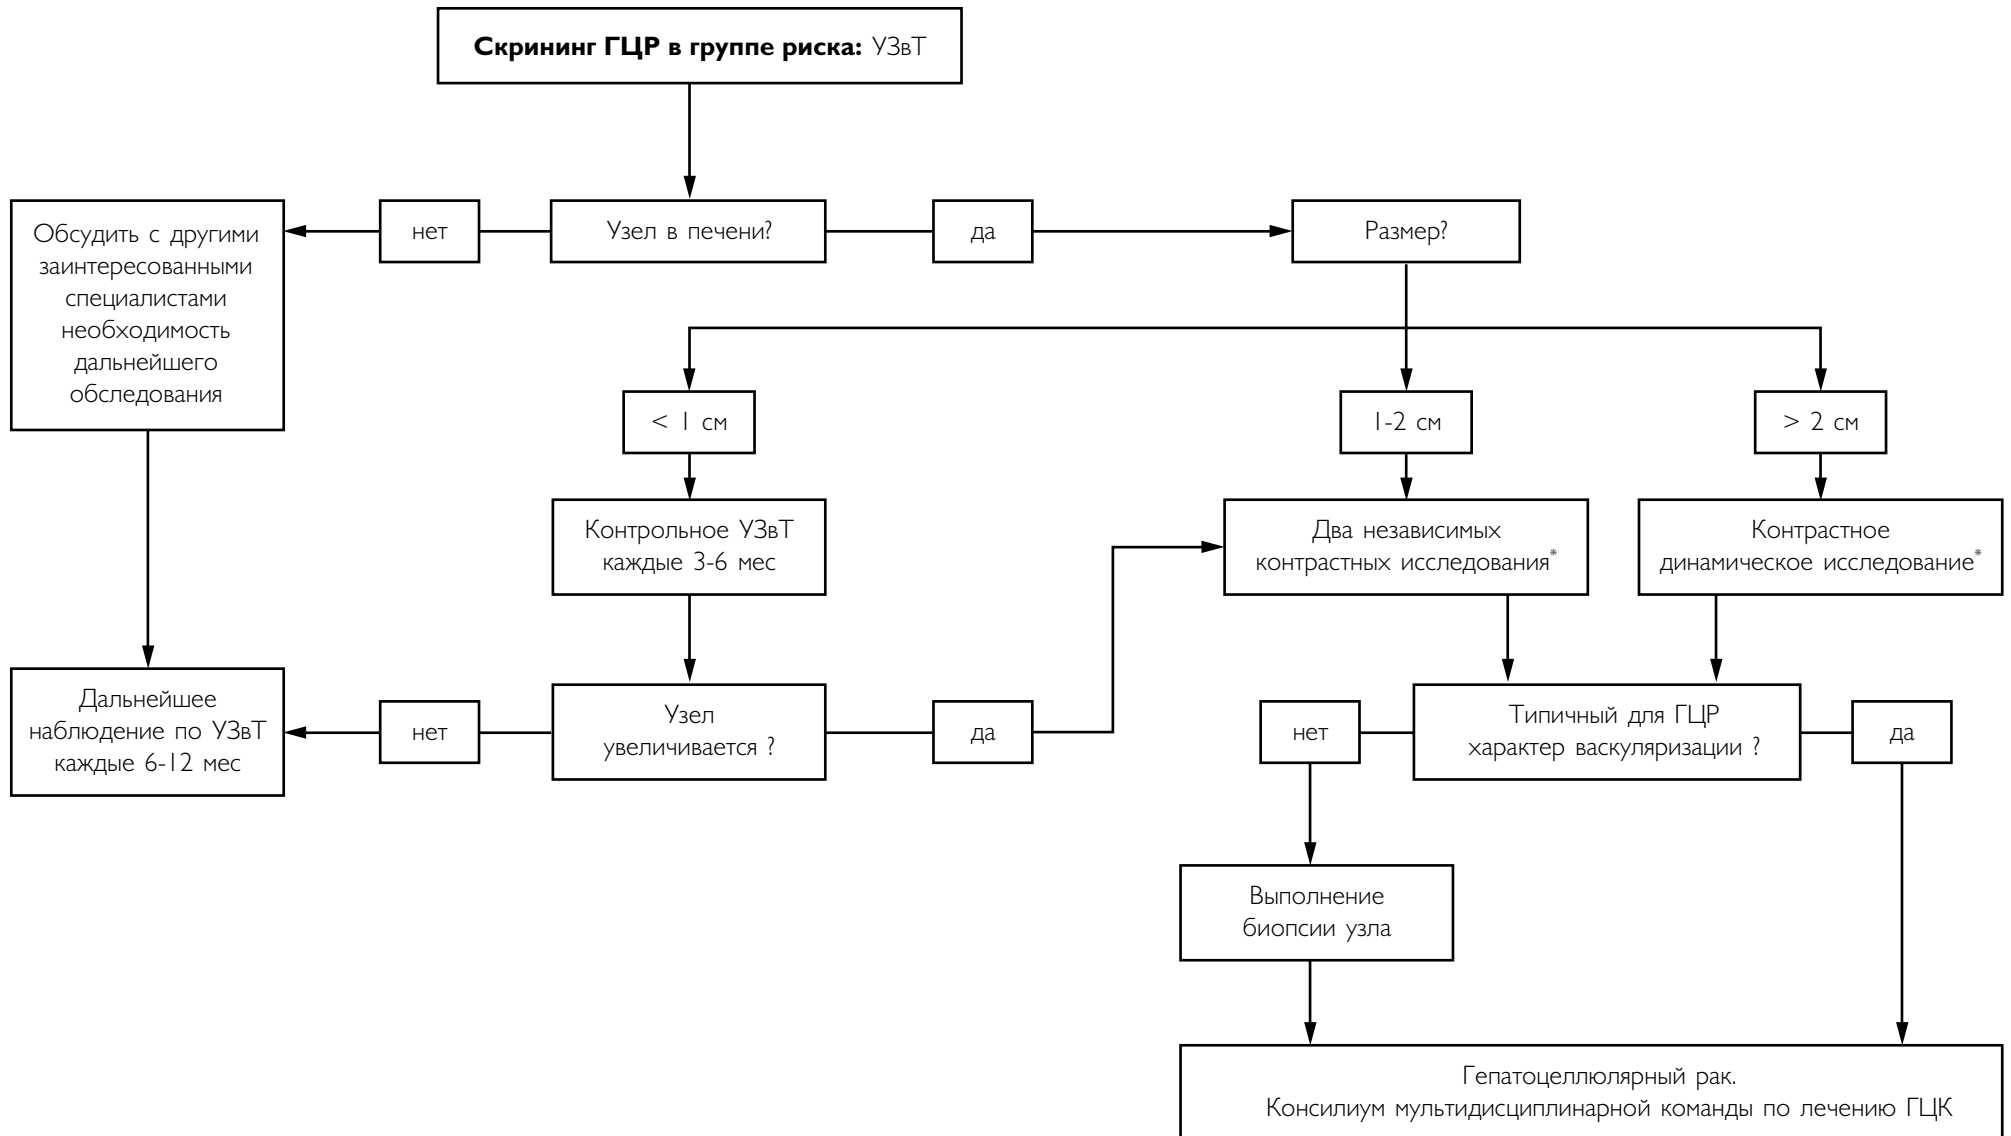 Скрининг ГЦР в группе риска: УЗвТ
Обсудить с другими
заинтересованными
специалистами
необходимость
дальнейшего
обследования
нет
Узел в печени?
да
Размер?
< 1 см
1-2 см
> 2 см
Контрольное УЗвТ
каждые 3-6 мес
Два независимых
контрастных исследования*
Контрастное
динамическое исследование*
Дальнейшее
наблюдение по УЗвТ
каждые 6-12 мес
нет
Узел
увеличивается ?
да
нет
Типичный для ГЦР
характер васкуляризации ?
да
Выполнение
биопсии узла
Гепатоцеллюлярный рак.
Консилиум мультидисциплинарной команды по лечению ГЦК